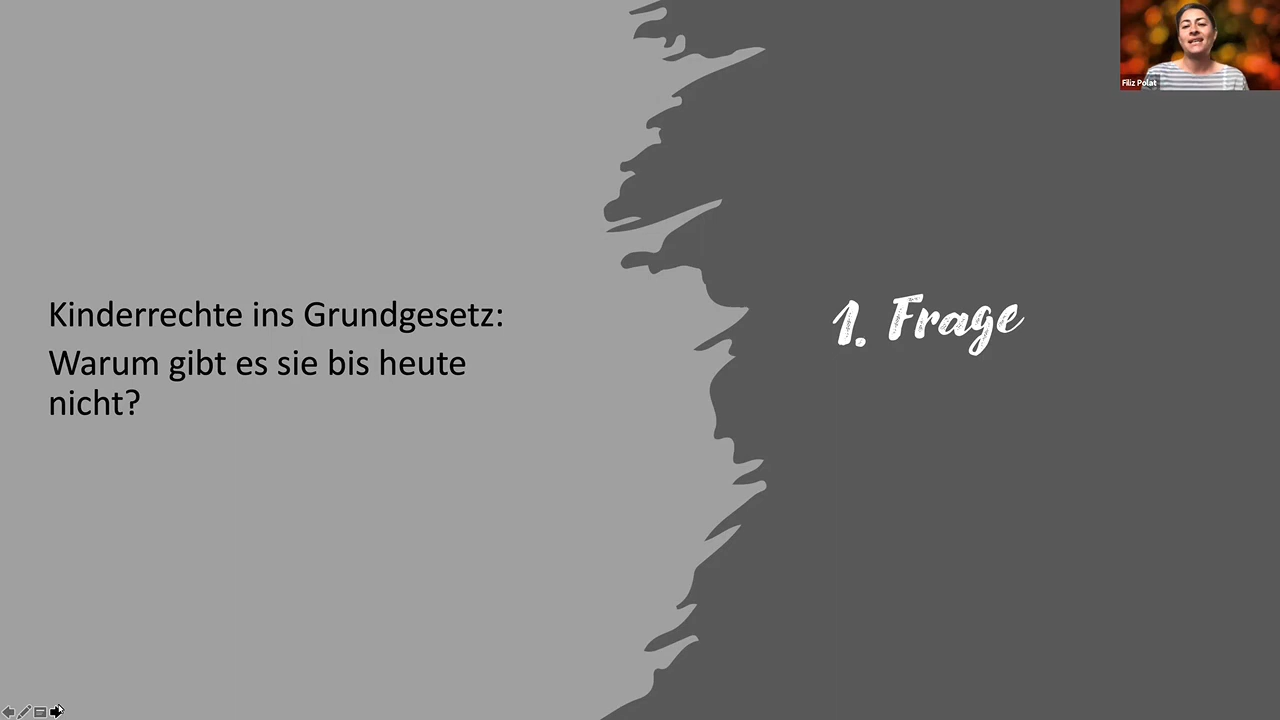 Kinderrechte ins Grundgesetz:
Warum gibt es sie bis heute
nicht?
1. Frage
Filiz Polat